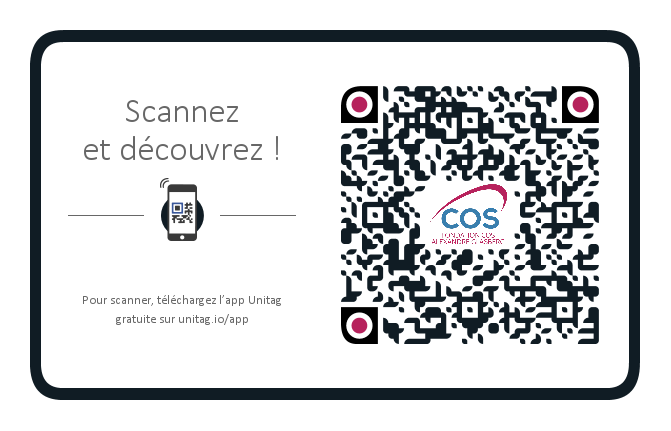 Scannez
et découvrez !
Pour scanner, téléchargez l'app Unitag
gratuite sur unitag.io/app
COS
FONDATION COS
ALEXANDRE GLASBERG